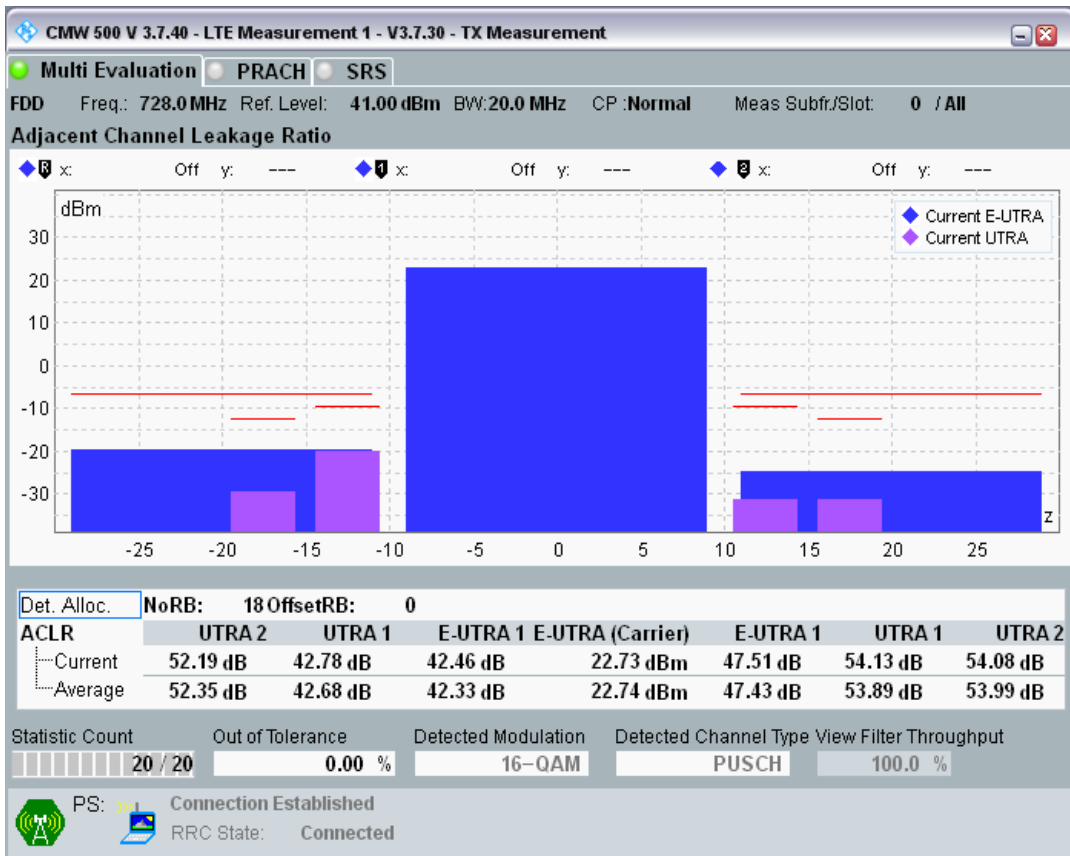 CMW 500 V 3.7.40 - LTE Measurement 1 - V3.7.30 - TX Measurement
Multi Evaluation PRACH SRS
FDD Freq.: 728.0 MHz Ref. Level: 41.00 dBm BW:20.0 MHz CP :Normal Meas Subfr./Slot: 0 / All
Adjacent Channel Leakage Ratio
R x: Off y: --- 1 x: Off y: --- 2 x: Off y: ---
dBm
Current E-UTRA
Current UTRA
30
20
10
0
-10
-20
-30
z
-25 -20 -15 -10 -5 0 5 10 15 20 25
Det. Alloc. NoRB: 18 OffsetRB: 0
ACLR UTRA 2 UTRA 1 E-UTRA 1 E-UTRA (Carrier) E-UTRA 1 UTRA 1 UTRA 2
Current 52.19 dB 42.78 dB 42.46 dB 22.73 dBm 47.51 dB 54.13 dB 54.08 dB
Average 52.35 dB 42.68 dB 42.33 dB 22.74 dBm 47.43 dB 53.89 dB 53.99 dB
Statistic Count Out of Tolerance Detected Modulation Detected Channel Type View Filter Throughput
20 / 20 0.00 % 16-QAM PUSCH 100.0 %
PS: Connection Established
RRC State: Connected